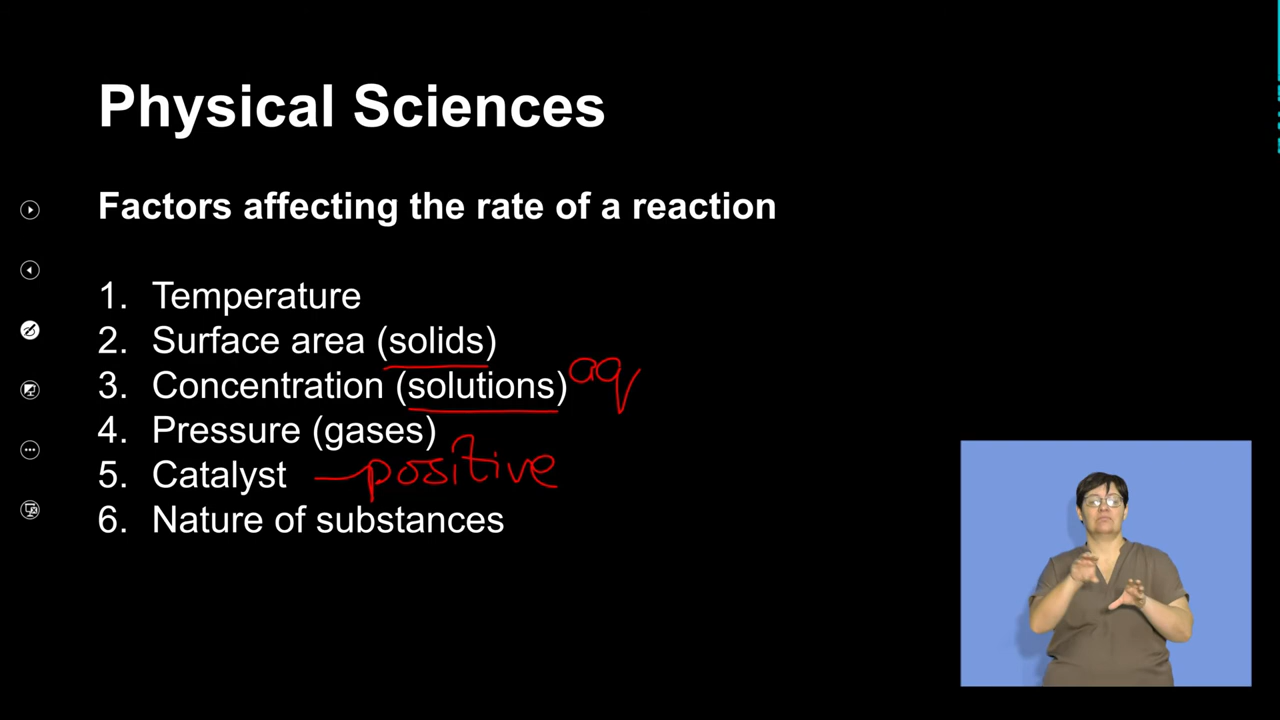 Physical Sciences
Factors affecting the rate of a reaction
1. Temperature
2. Surface area (solids)
3. Concentration (solutions) aq
4. Pressure (gases)
5. Catalyst – positive
6. Nature of substances